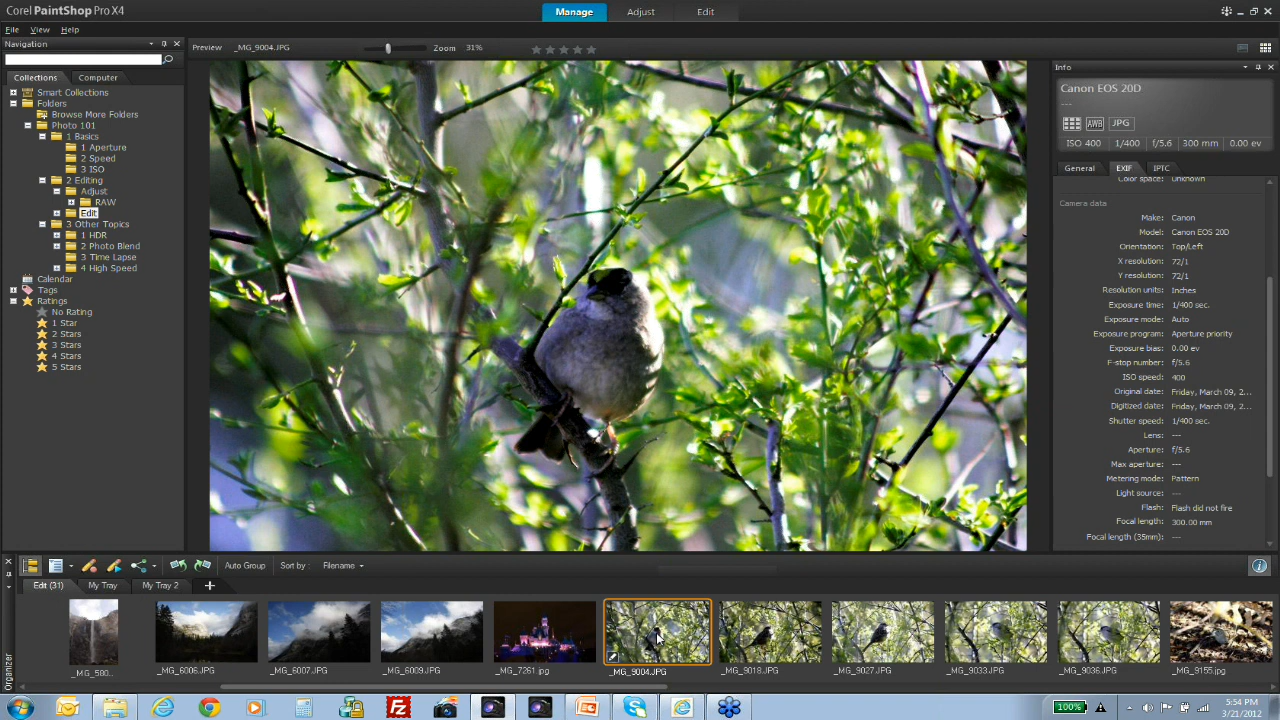 Corel PaintShop Pro X4
Manage
Adjust
Edit
File View Help
Navigation
Preview _MG_9004.JPG
Zoom 31%
Info
Collections Computer
Smart Collections
Folders
Browse More Folders
Photo 101
1 Basics
1 Aperture
2 Speed
3 ISO
2 Editing
Adjust
RAW
Edit
3 Other Topics
1 HDR
2 Photo Blend
3 Time Lapse
4 High Speed
Calendar
Tags
Ratings
No Rating
1 Star
2 Stars
3 Stars
4 Stars
5 Stars
Canon EOS 20D
---
AWB JPG
ISO 400 1/400 f/5.6 300 mm 0.00 ev
General EXIF IPTC
Color space: Unknown
Camera data
Make: Canon
Model: Canon EOS 20D
Orientation: Top/Left
X resolution: 72/1
Y resolution: 72/1
Resolution units: Inches
Exposure time: 1/400 sec.
Exposure mode: Auto
Exposure program: Aperture priority
Exposure bias: 0.00 ev
F-stop number: f/5.6
ISO speed: 400
Original date: Friday, March 09, 2...
Digitized date: Friday, March 09, 2...
Shutter speed: 1/400 sec.
Lens: ---
Aperture: f/5.6
Max aperture: ---
Metering mode: Pattern
Light source: ---
Flash: Flash did not fire
Focal length: 300.00 mm
Focal length (35mm): ---
Auto Group Sort by : Filename
Edit (31) My Tray My Tray 2 +
Organizer
_MG_580...
_MG_6006.JPG
_MG_6007.JPG
_MG_6009.JPG
_MG_7261.jpg
_MG_9004.JPG
_MG_9018.JPG
_MG_9027.JPG
_MG_9033.JPG
_MG_9036.JPG
_MG_9155.jpg
Fz
100%
5:54 PM
3/21/2012